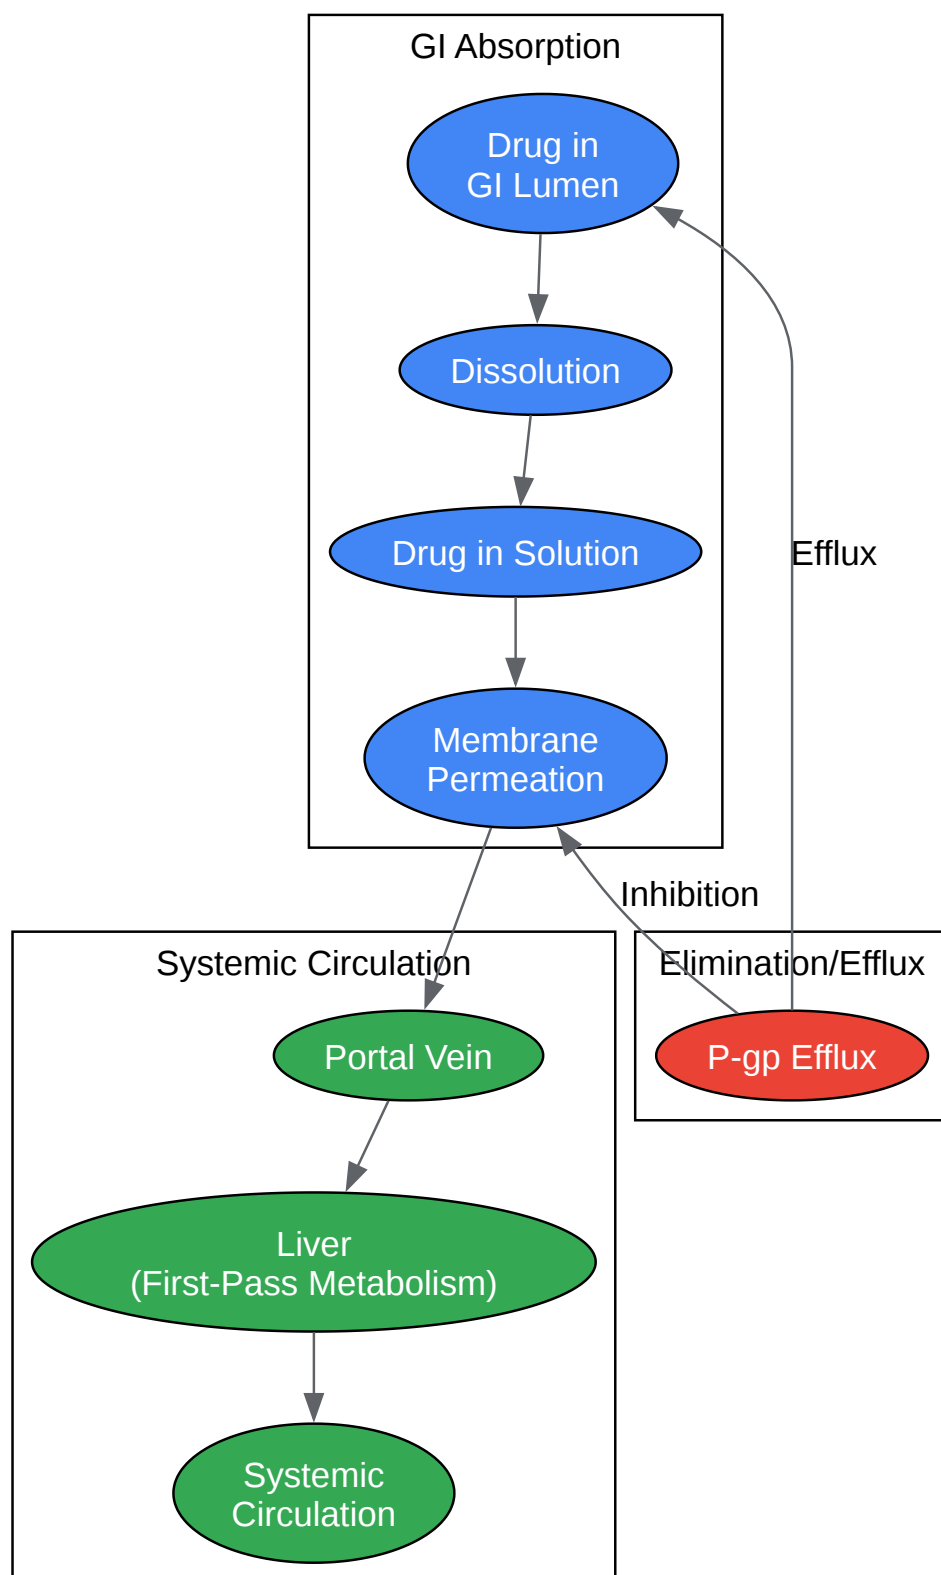 GI Absorption
Drug in
GI Lumen
Dissolution
Drug in Solution
Efflux
Membrane
Permeation
Inhibition
Systemic Circulation
Elimination/Efflux
Portal Vein
P-gp Efflux
Liver
(First-Pass Metabolism)
Systemic
Circulation